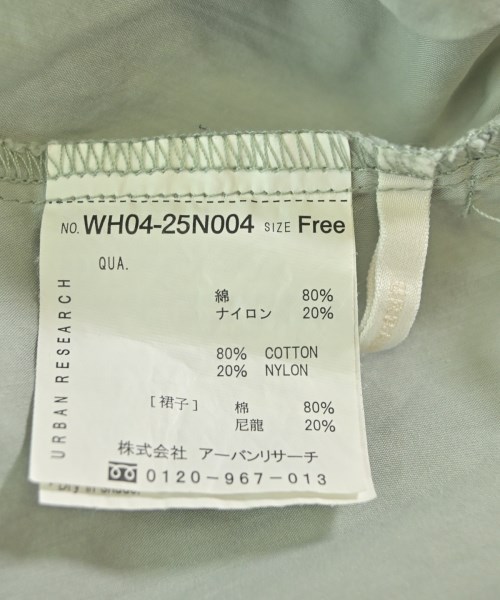 NO. WH04-25N004 SIZE Free
QUA.
綿 80%
ナイロン 20%
80% COTTON
20% NYLON
[裙子] 棉 80%
尼龍 20%
株式会社 アーバンリサーチ
0120-967-013
URBAN RESEARCH